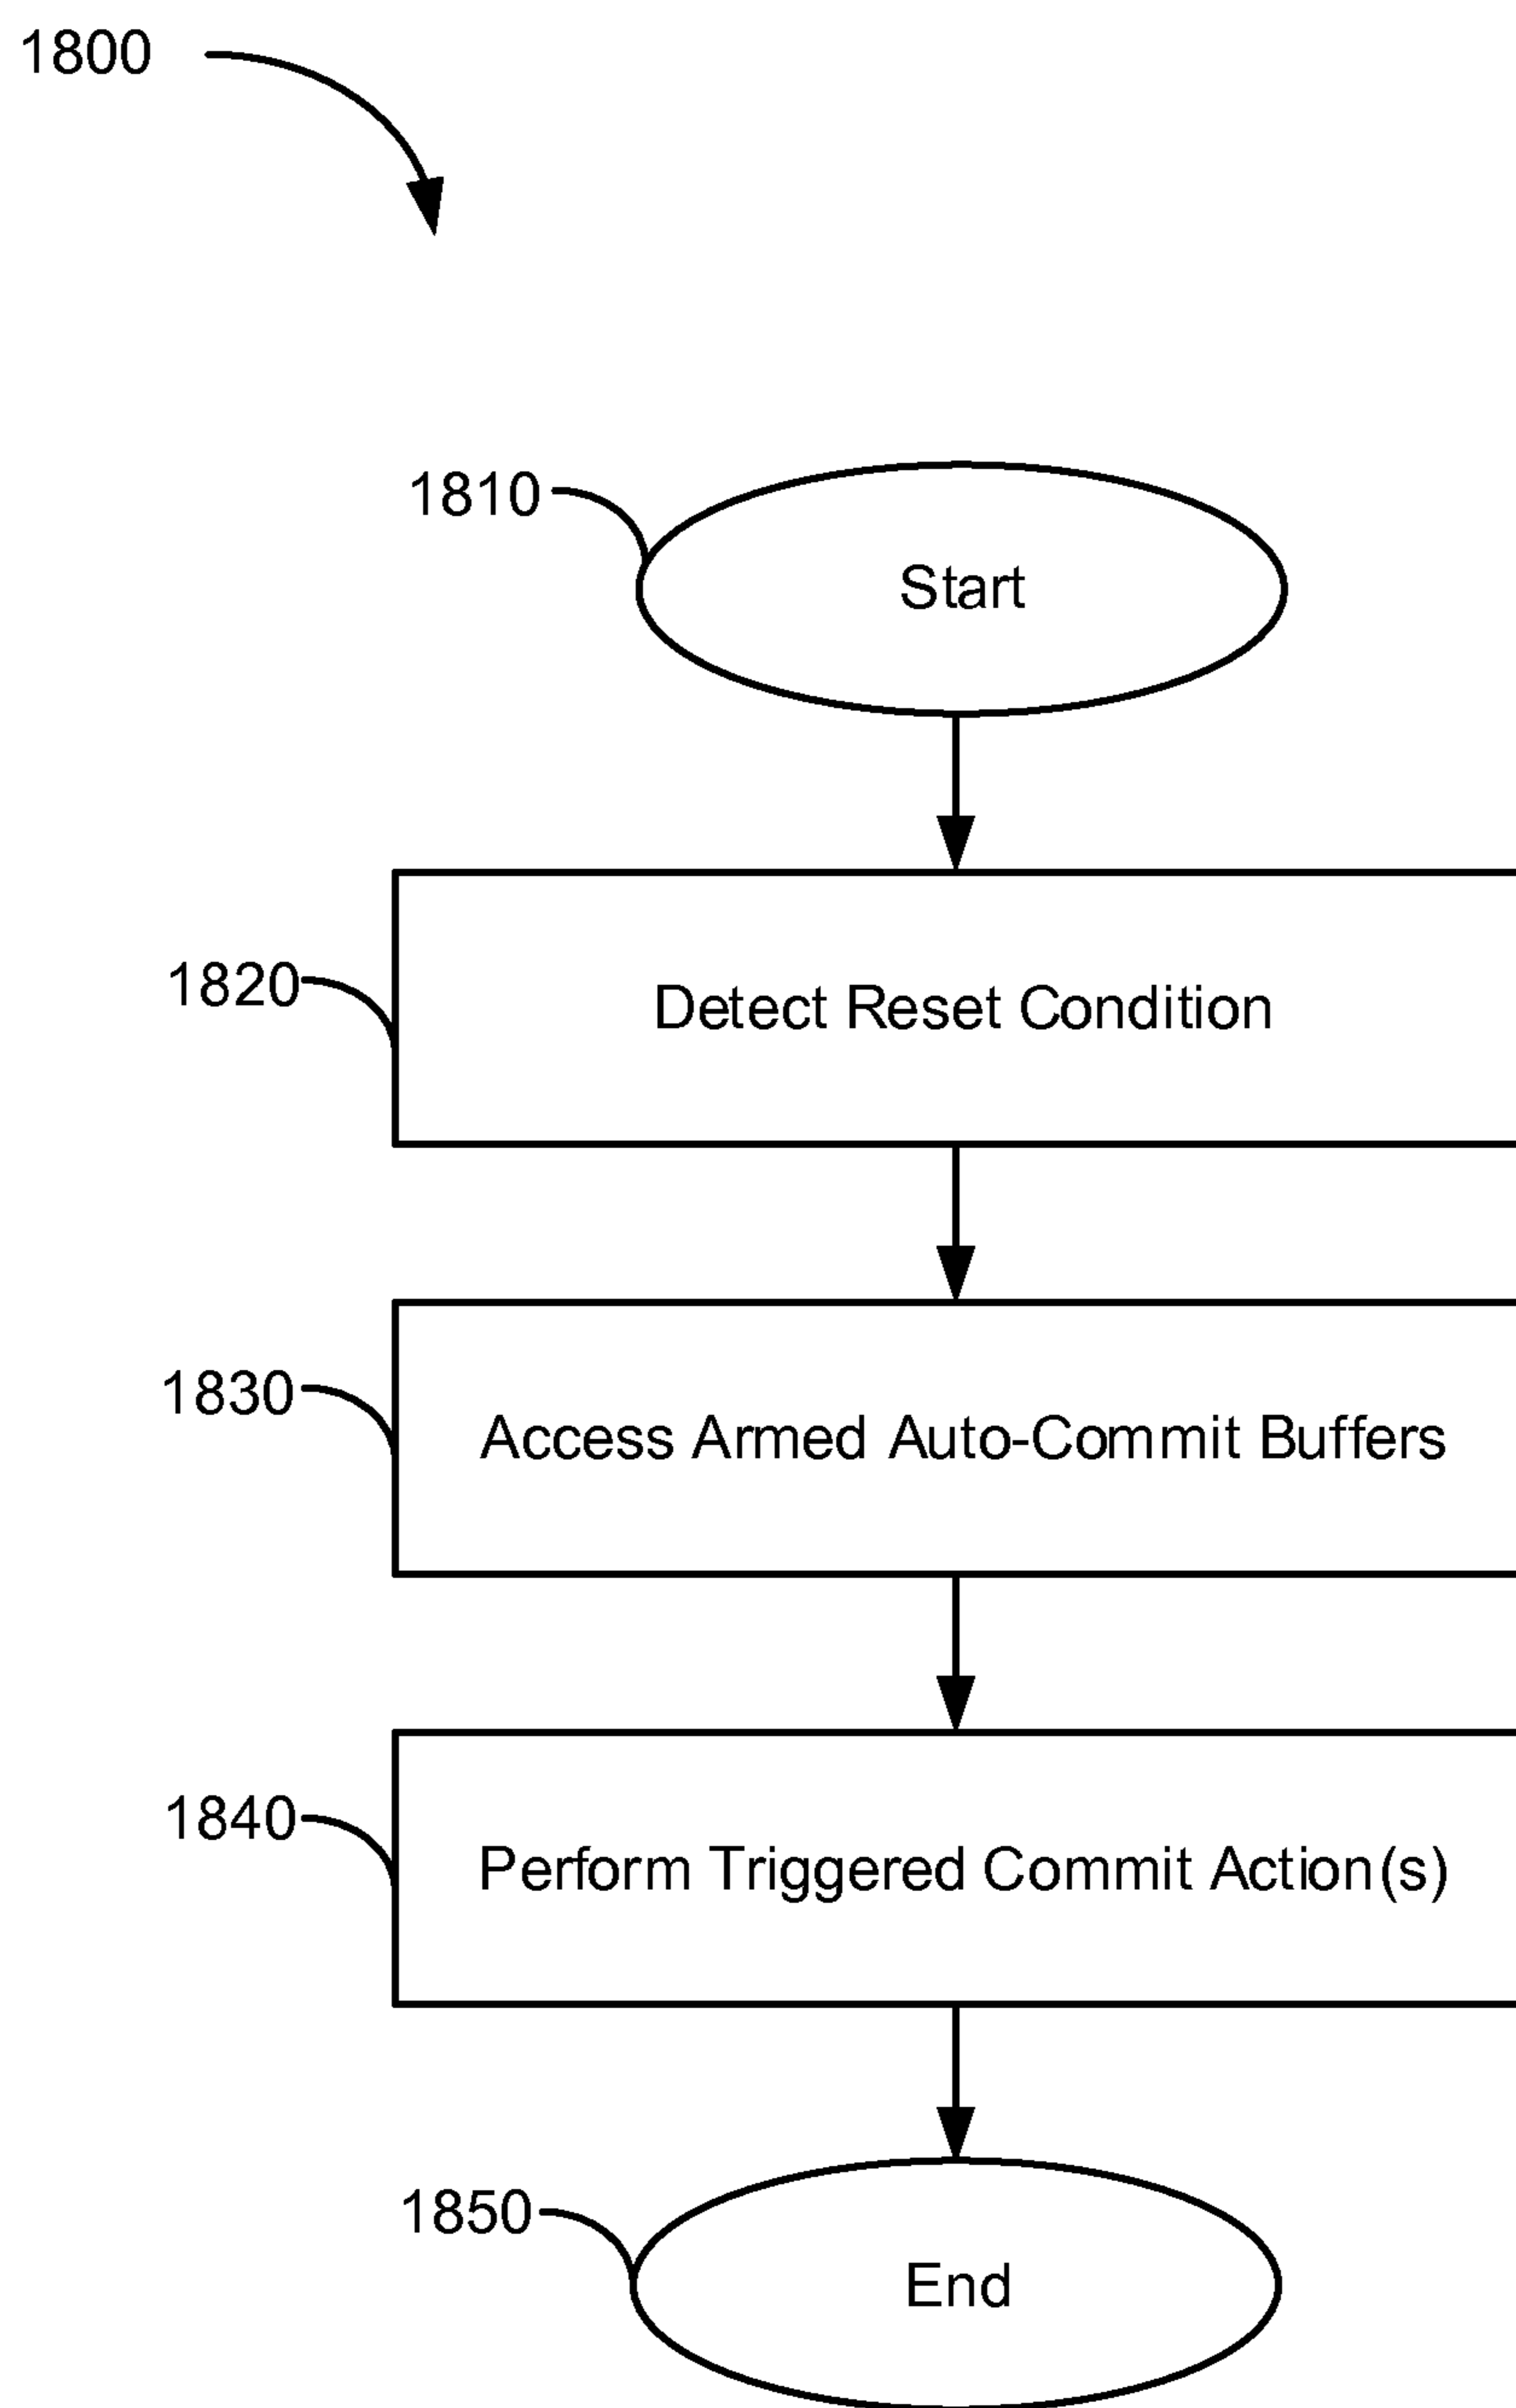 1800
1810
Start
1820
Detect Reset Condition
1830
Access Armed Auto-Commit Buffers
1840
Perform Triggered Commit Action(s)
1850
End